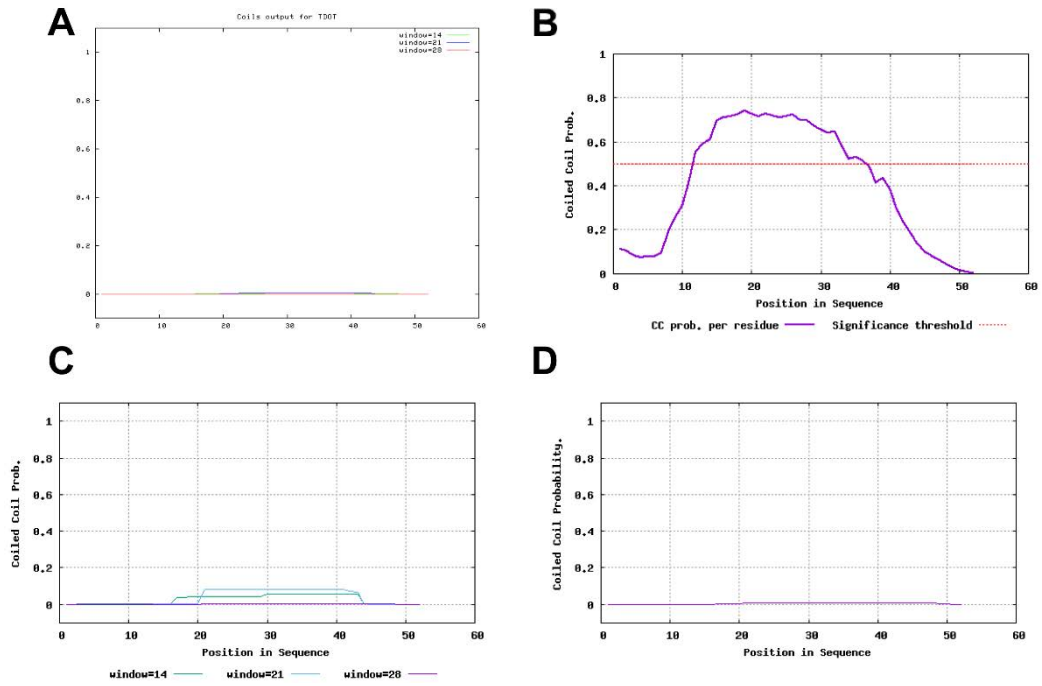 A
Coils output for TDOT
window=14
window=21
window=28
1
0.8
0.6
0.4
0.2
0
0 10 20 30 40 50 60
B
1
0.8
0.6
0.4
0.2
0
Coiled Coil Prob.
0 10 20 30 40 50 60
Position in Sequence
CC prob. per residue Significance threshold
C
1
0.8
0.6
0.4
0.2
0
Coiled Coil Prob.
0 10 20 30 40 50 60
Position in Sequence
window=14 window=21 window=28
D
1
0.8
0.6
0.4
0.2
0
Coiled Coil Probability.
0 10 20 30 40 50 60
Position in Sequence